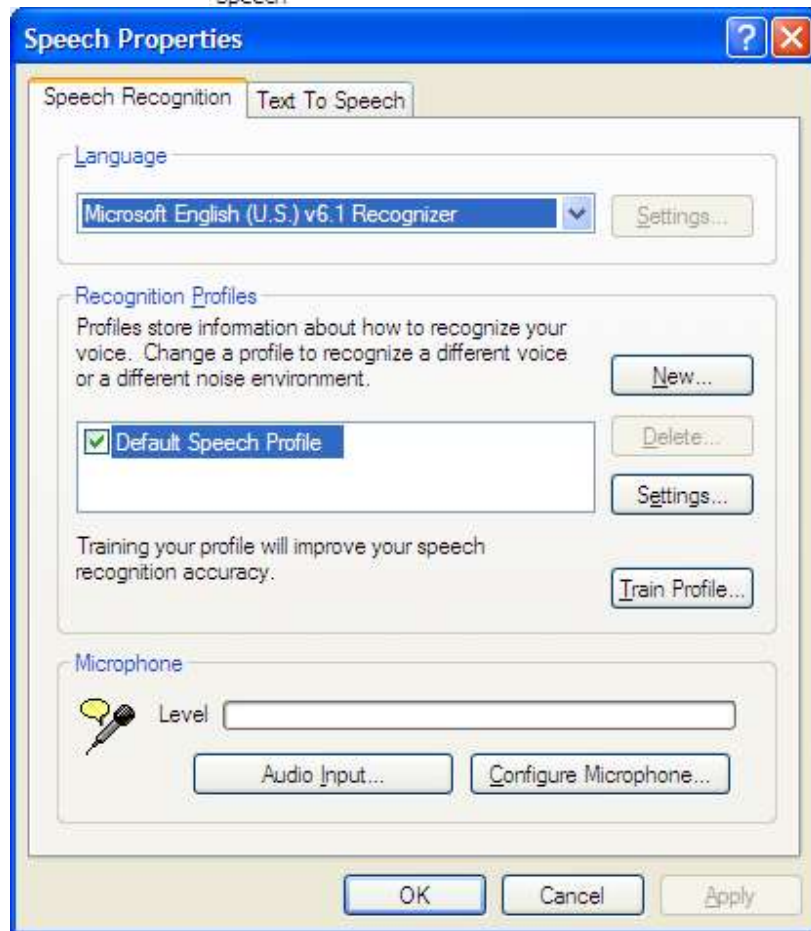 Speech
Speech Properties
Speech Recognition
Text To Speech
Language
Microsoft English (U.S.) v6.1 Recognizer
Settings...
Recognition Profiles
Profiles store information about how to recognize your
voice. Change a profile to recognize a different voice
or a different noise environment.
New...
Default Speech Profile
Delete...
Settings...
Training your profile will improve your speech
recognition accuracy.
Train Profile...
Microphone
Level
Audio Input...
Configure Microphone...
OK
Cancel
Apply